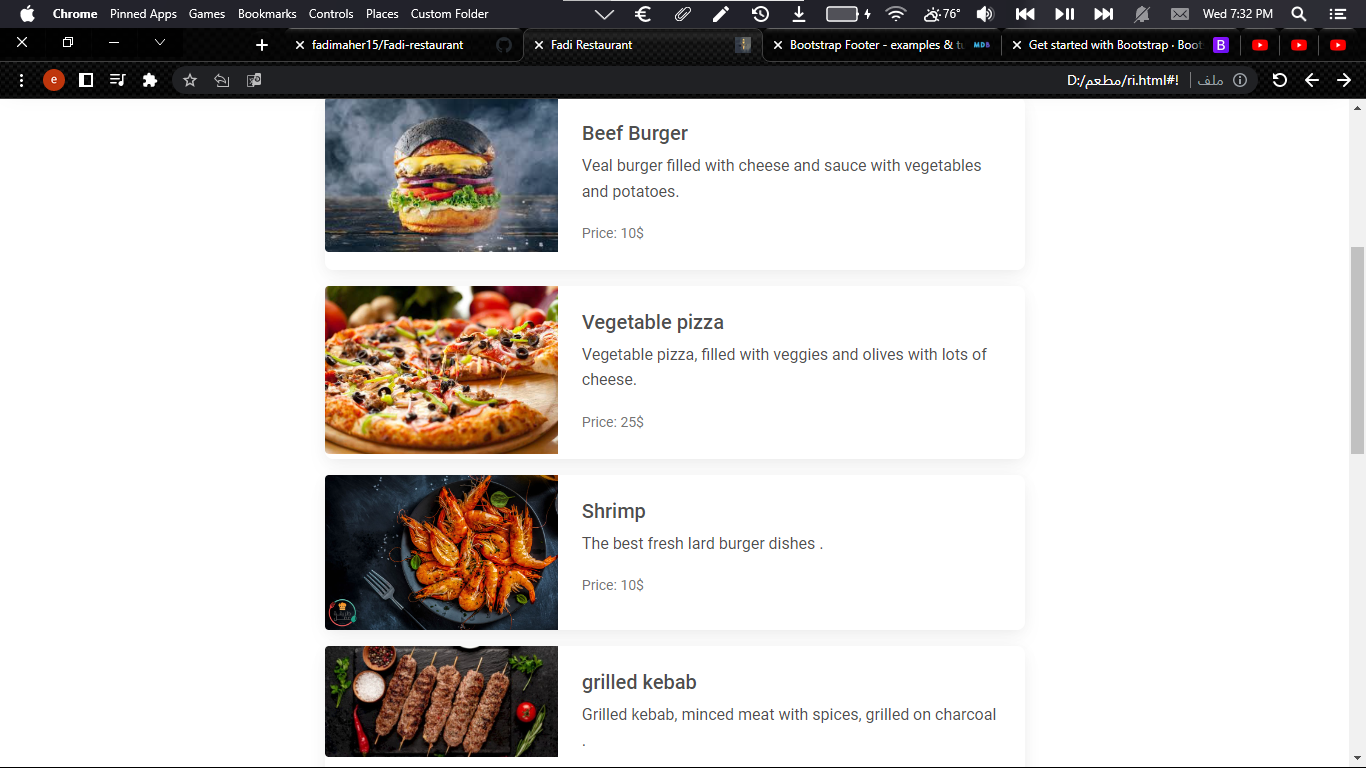 Chrome Pinned Apps Games Bookmarks Controls Places Custom Folder 76° Wed 7:32 PM
fadimaher15/Fadi-restaurant Fadi Restaurant Bootstrap Footer - examples & tu MDB Get started with Bootstrap · Boot B
e D:/مطعم/ri.html#! ملف
Beef Burger
Veal burger filled with cheese and sauce with vegetables
and potatoes.
Price: 10$
Vegetable pizza
Vegetable pizza, filled with veggies and olives with lots of
cheese.
Price: 25$
Shrimp
The best fresh lard burger dishes .
Price: 10$
grilled kebab
Grilled kebab, minced meat with spices, grilled on charcoal
.